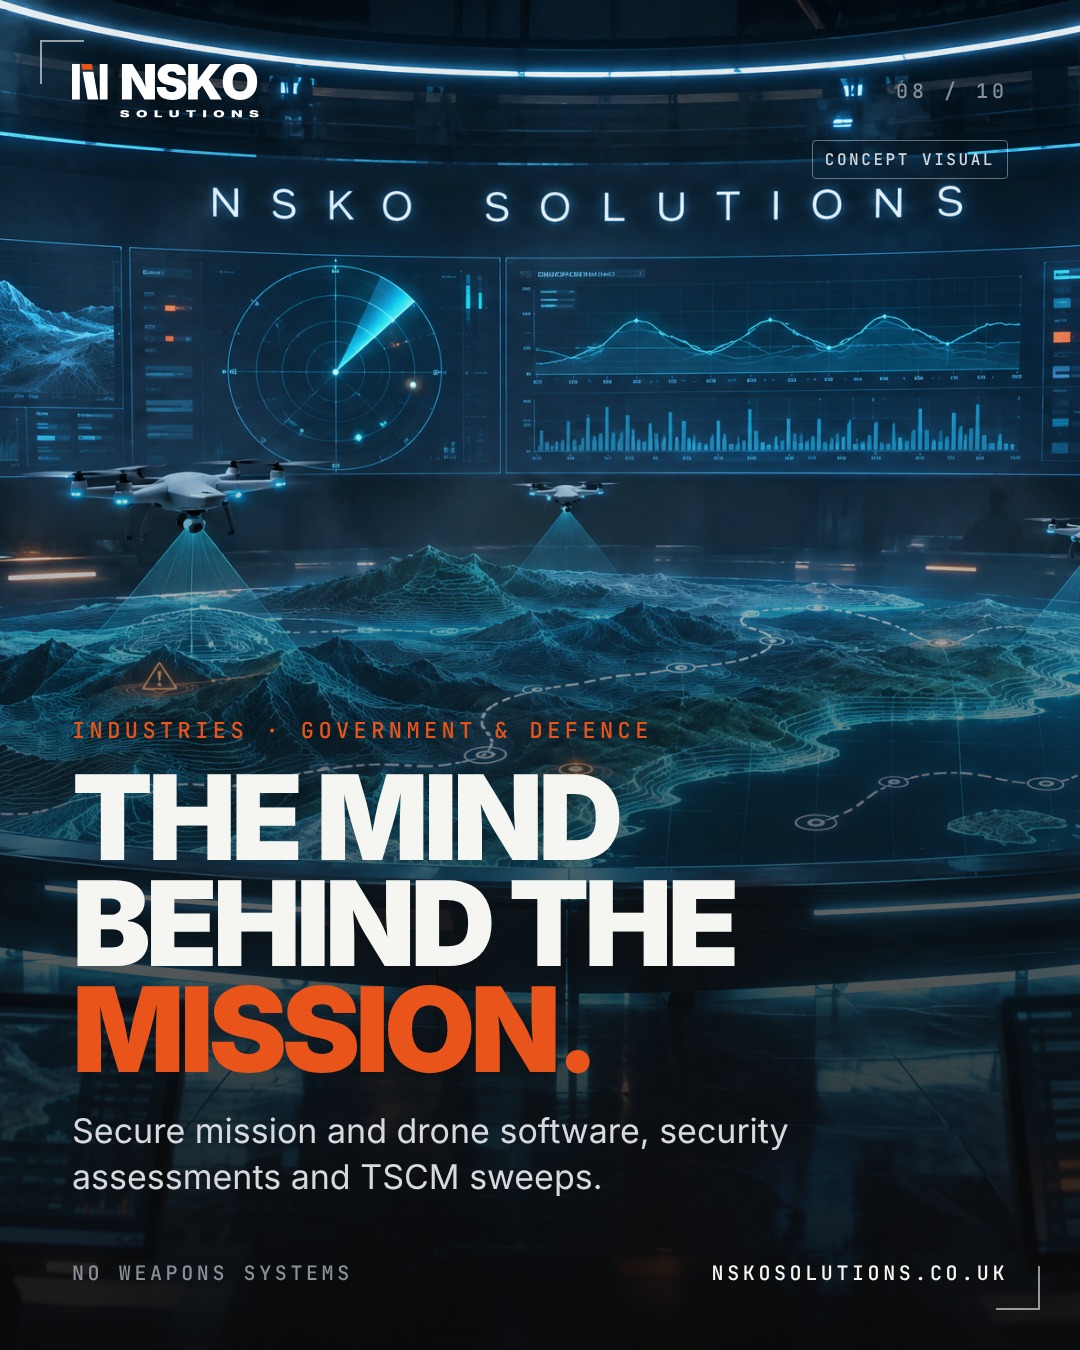 NSKO
SOLUTIONS
08 / 10
CONCEPT VISUAL
NSKO SOLUTIONS
INDUSTRIES · GOVERNMENT & DEFENCE
THE MIND
BEHIND THE
MISSION.
Secure mission and drone software, security
assessments and TSCM sweeps.
NO WEAPONS SYSTEMS
NSKOSOLUTIONS.CO.UK